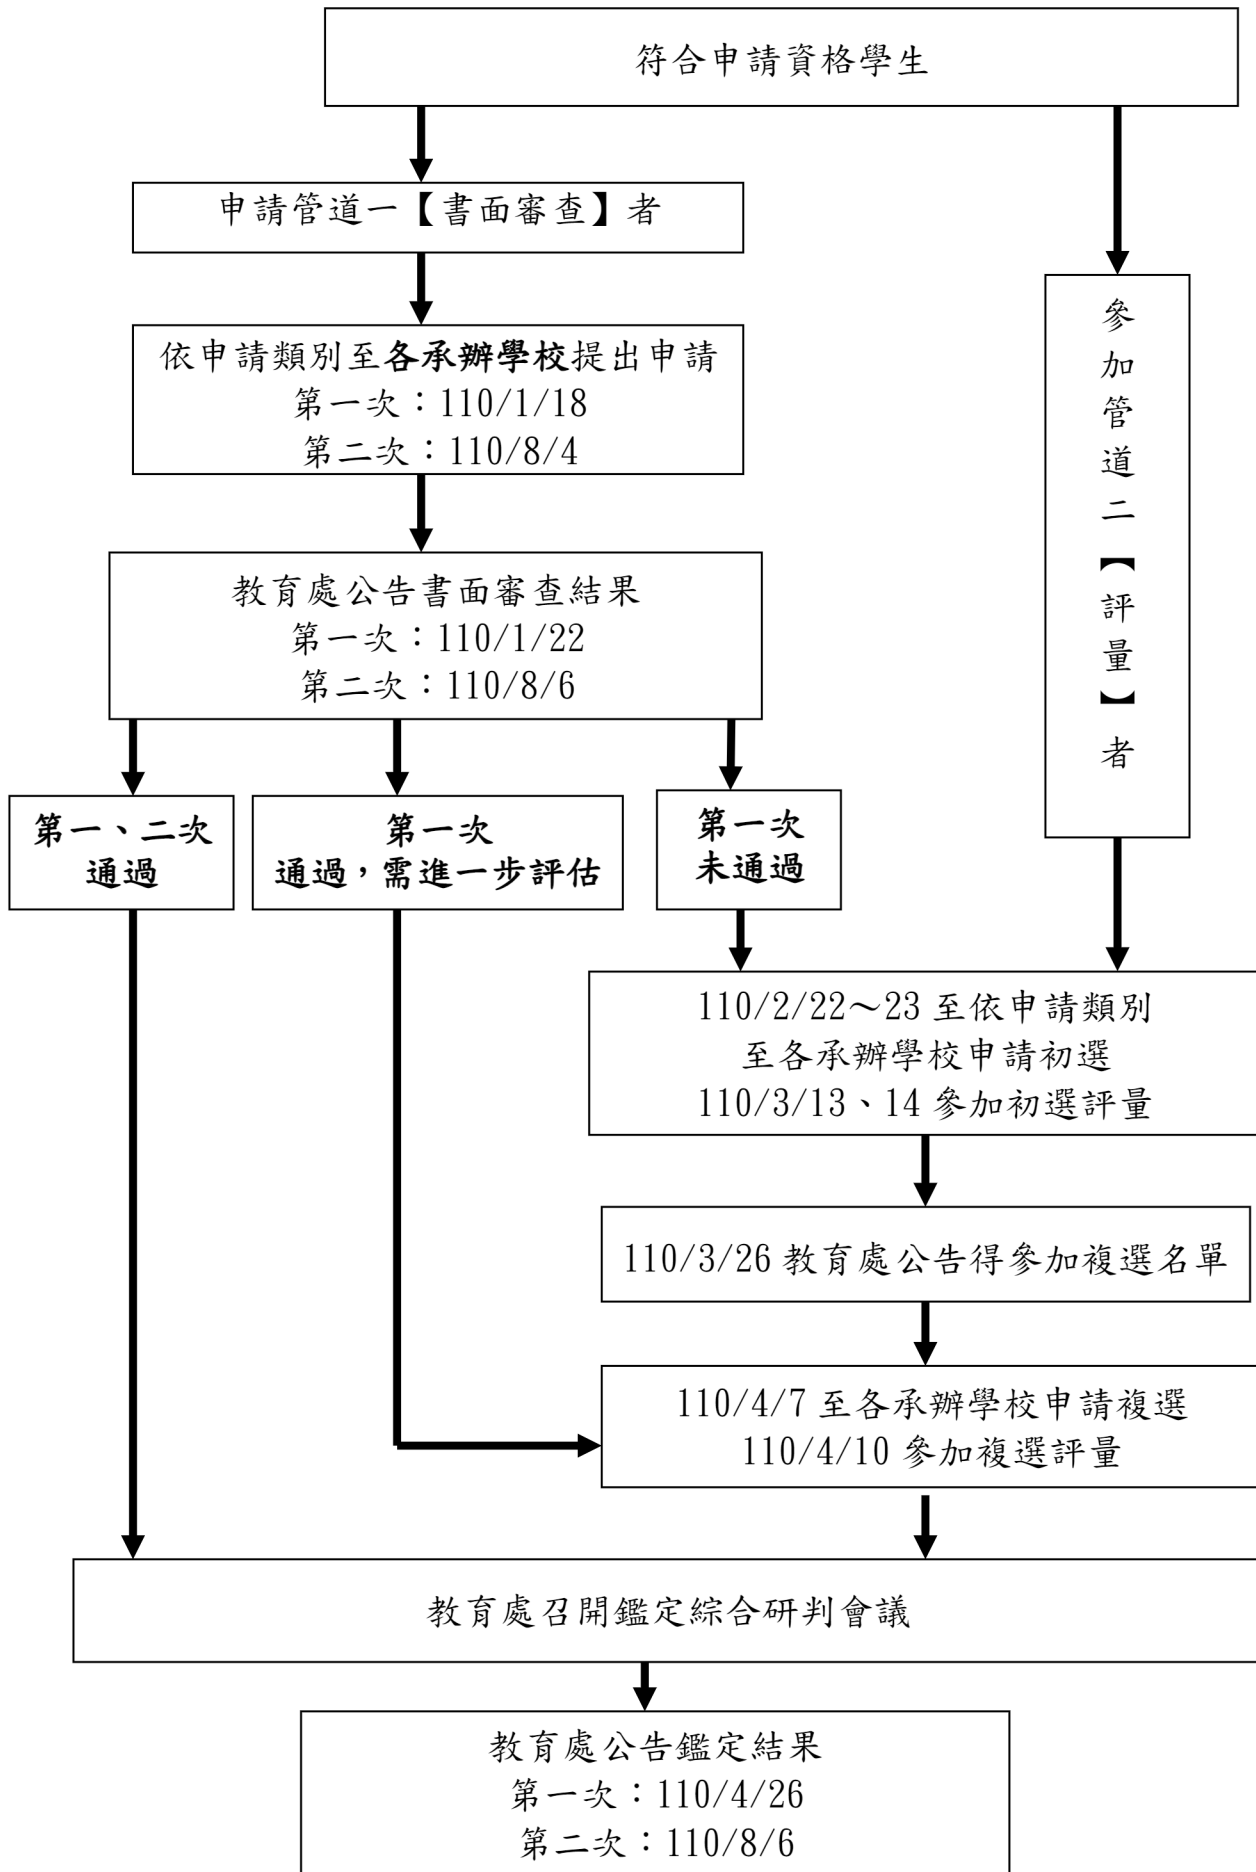 符合申請資格學生
申請管道一【書面審查】者
參加管道二【評量】者
依申請類別至各承辦學校提出申請
第一次：110/1/18
第二次：110/8/4
教育處公告書面審查結果
第一次：110/1/22
第二次：110/8/6
第一、二次
通過
第一次
通過，需進一步評估
第一次
未通過
110/2/22～23 至依申請類別
至各承辦學校申請初選
110/3/13、14 參加初選評量
110/3/26 教育處公告得參加複選名單
110/4/7 至各承辦學校申請複選
110/4/10 參加複選評量
教育處召開鑑定綜合研判會議
教育處公告鑑定結果
第一次：110/4/26
第二次：110/8/6